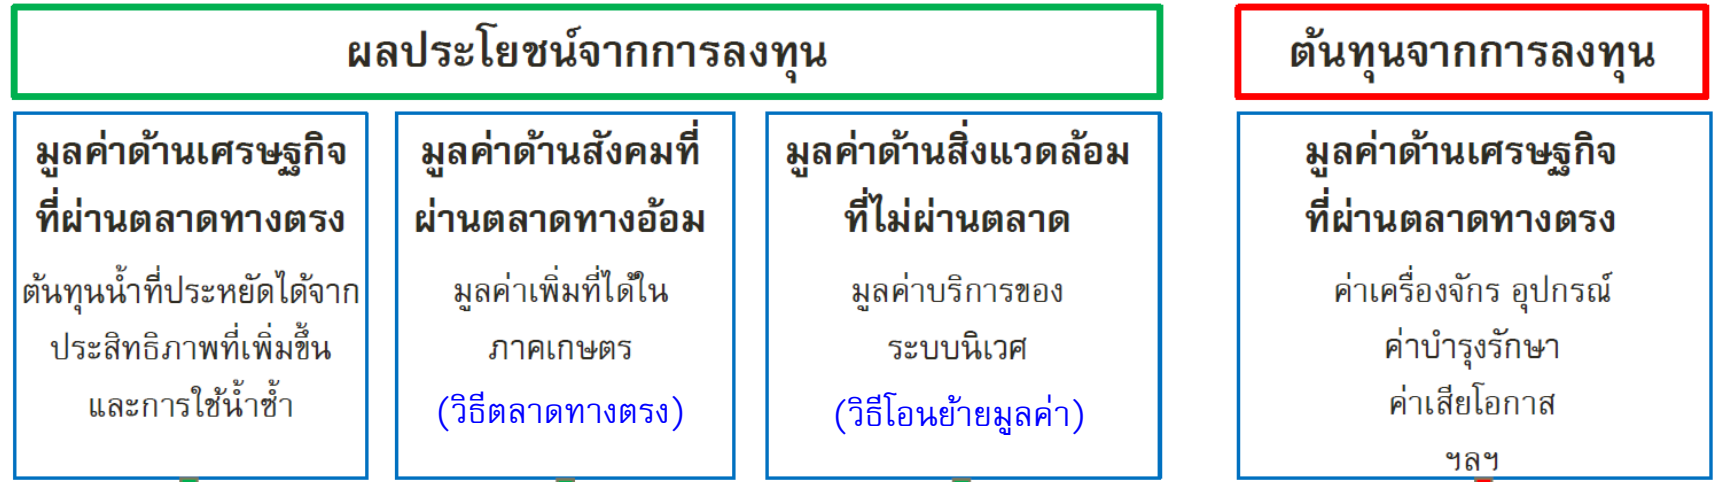 ผลประโยชน์จากการลงทุน
ต้นทุนจากการลงทุน
มูลค่าด้านเศรษฐกิจ
ที่ผ่านตลาดทางตรง
ต้นทุนน้ำที่ประหยัดได้จาก
ประสิทธิภาพที่เพิ่มขึ้น
และการใช้น้ำซ้ำ
มูลค่าด้านสังคมที่
ผ่านตลาดทางอ้อม
มูลค่าเพิ่มที่ได้ใน
ภาคเกษตร
(วิธีตลาดทางตรง)
มูลค่าด้านสิ่งแวดล้อม
ที่ไม่ผ่านตลาด
มูลค่าบริการของ
ระบบนิเวศ
(วิธีโอนย้ายมูลค่า)
มูลค่าด้านเศรษฐกิจ
ที่ผ่านตลาดทางตรง
ค่าเครื่องจักร อุปกรณ์
ค่าบำรุงรักษา
ค่าเสียโอกาส
ฯลฯ